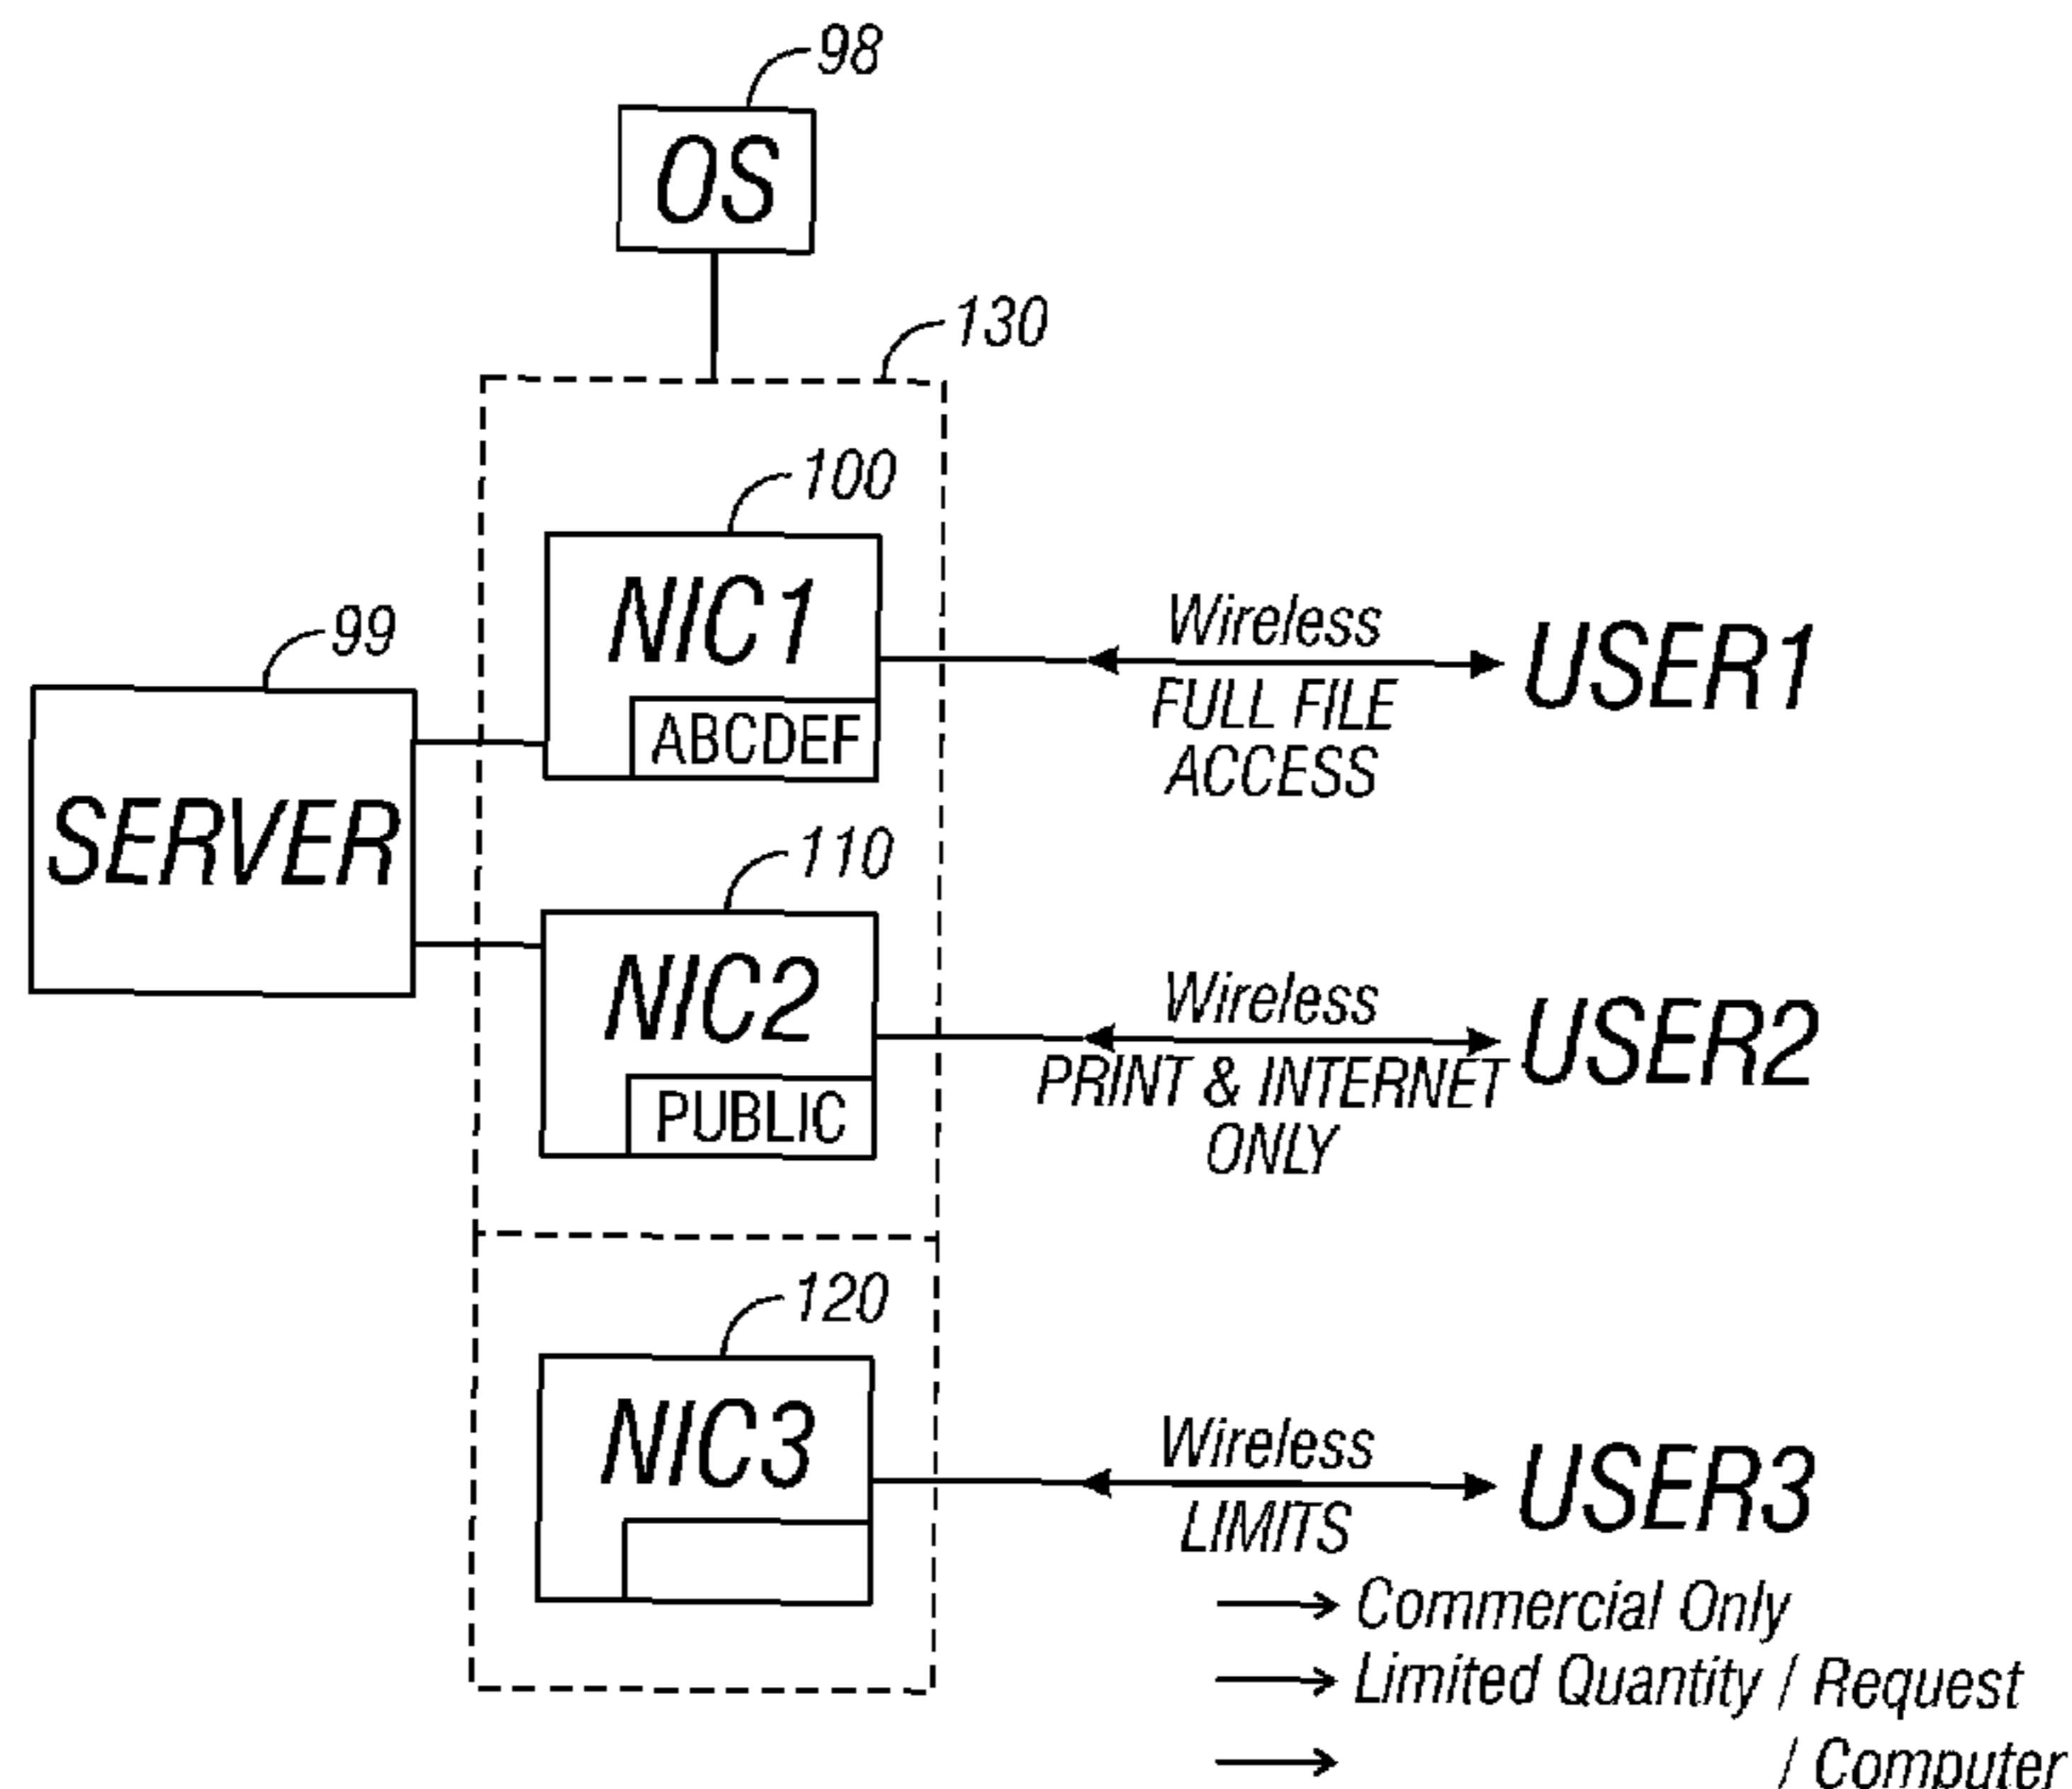 98
OS
130
100
NIC1
ABCDEF
Wireless
FULL FILE
ACCESS
USER1
99
SERVER
110
NIC2
PUBLIC
Wireless
PRINT & INTERNET
ONLY
USER2
120
NIC3
Wireless
LIMITS
USER3
Commercial Only
Limited Quantity / Request
/ Computer